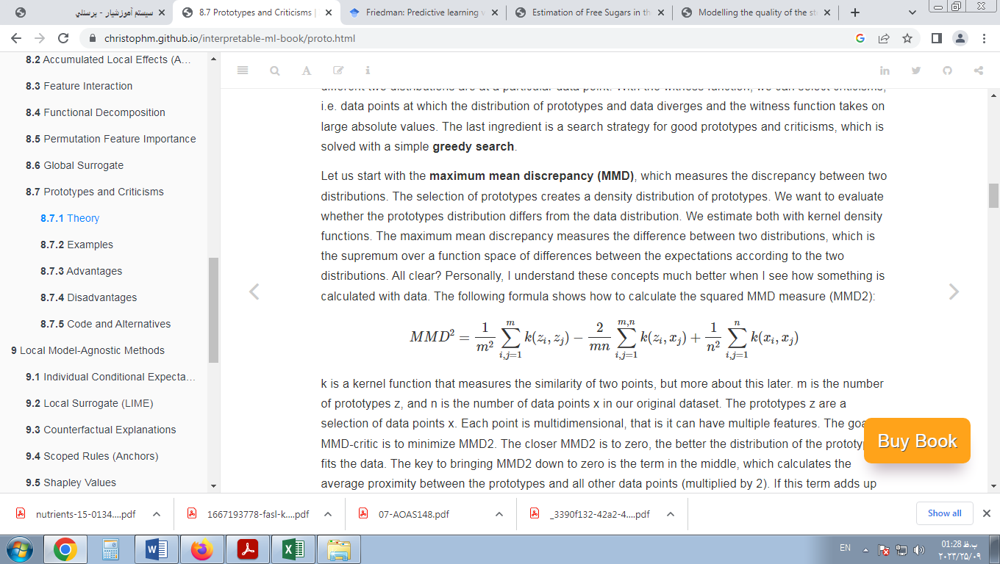 سیستم آموزشیار - پرسنلي
8.7 Prototypes and Criticisms |
Friedman: Predictive learning v
Estimation of Free Sugars in th
Modelling the quality of the st
christophm.github.io/interpretable-ml-book/proto.html
8.2 Accumulated Local Effects (A…
8.3 Feature Interaction
8.4 Functional Decomposition
8.5 Permutation Feature Importance
8.6 Global Surrogate
8.7 Prototypes and Criticisms
8.7.1 Theory
8.7.2 Examples
8.7.3 Advantages
8.7.4 Disadvantages
8.7.5 Code and Alternatives
9 Local Model-Agnostic Methods
9.1 Individual Conditional Expecta…
9.2 Local Surrogate (LIME)
9.3 Counterfactual Explanations
9.4 Scoped Rules (Anchors)
9.5 Shapley Values
different two distributions are at a particular data point. With the witness function, we can select criticisms,
i.e. data points at which the distribution of prototypes and data diverges and the witness function takes on
large absolute values. The last ingredient is a search strategy for good prototypes and criticisms, which is
solved with a simple greedy search.
Let us start with the maximum mean discrepancy (MMD), which measures the discrepancy between two
distributions. The selection of prototypes creates a density distribution of prototypes. We want to evaluate
whether the prototypes distribution differs from the data distribution. We estimate both with kernel density
functions. The maximum mean discrepancy measures the difference between two distributions, which is
the supremum over a function space of differences between the expectations according to the two
distributions. All clear? Personally, I understand these concepts much better when I see how something is
calculated with data. The following formula shows how to calculate the squared MMD measure (MMD2):
MMD² = 1/m² ∑_{i,j=1}^{m} k(z_i, z_j) − 2/mn ∑_{i,j=1}^{m,n} k(z_i, x_j) + 1/n² ∑_{i,j=1}^{n} k(x_i, x_j)
k is a kernel function that measures the similarity of two points, but more about this later. m is the number
of prototypes z, and n is the number of data points x in our original dataset. The prototypes z are a
selection of data points x. Each point is multidimensional, that is it can have multiple features. The goa
MMD-critic is to minimize MMD2. The closer MMD2 is to zero, the better the distribution of the prototy
fits the data. The key to bringing MMD2 down to zero is the term in the middle, which calculates the
average proximity between the prototypes and all other data points (multiplied by 2). If this term adds up
Buy Book
nutrients-15-0134....pdf
1667193778-fasl-k....pdf
07-AOAS148.pdf
_3390f132-42a2-4....pdf
Show all
EN
01:28 ب.ظ
۲۰۲۳/۲۵/۰۹